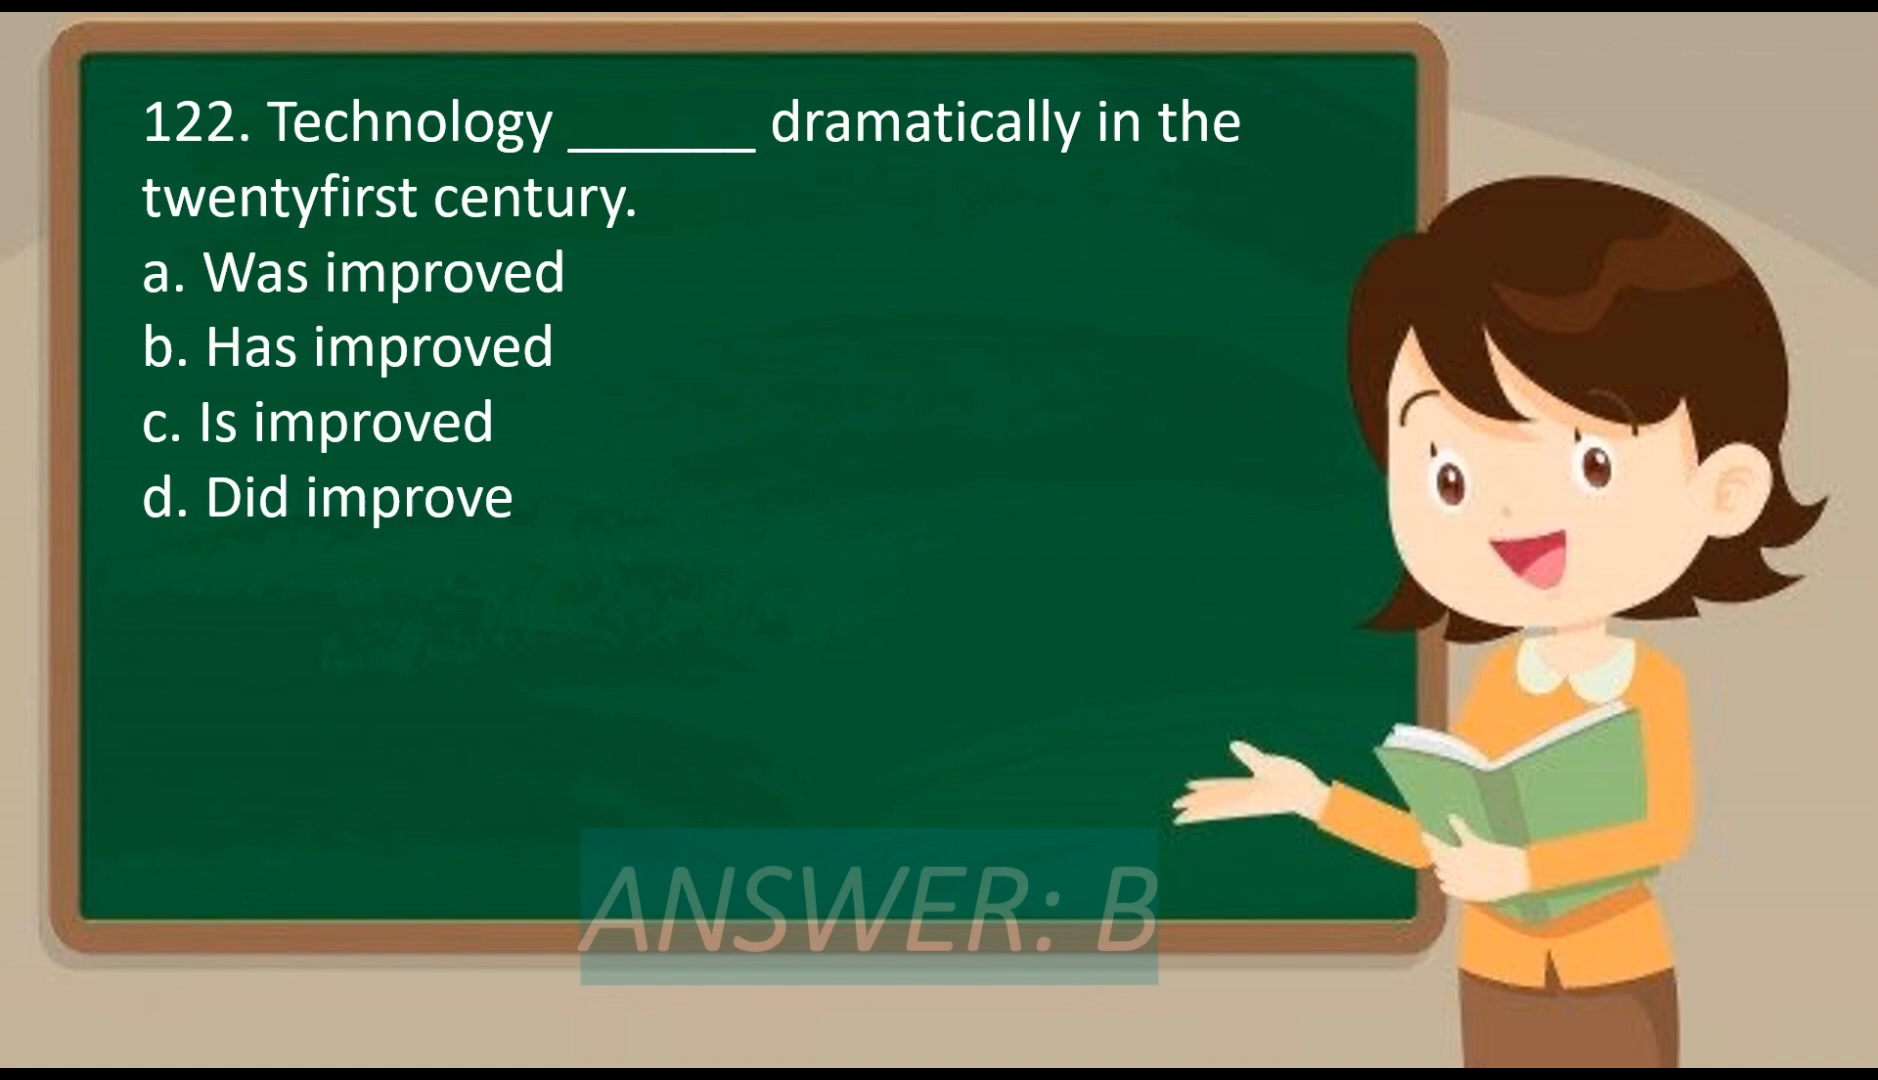 122. Technology ______ dramatically in the
twentyfirst century.
a. Was improved
b. Has improved
c. Is improved
d. Did improve
ANSWER: B